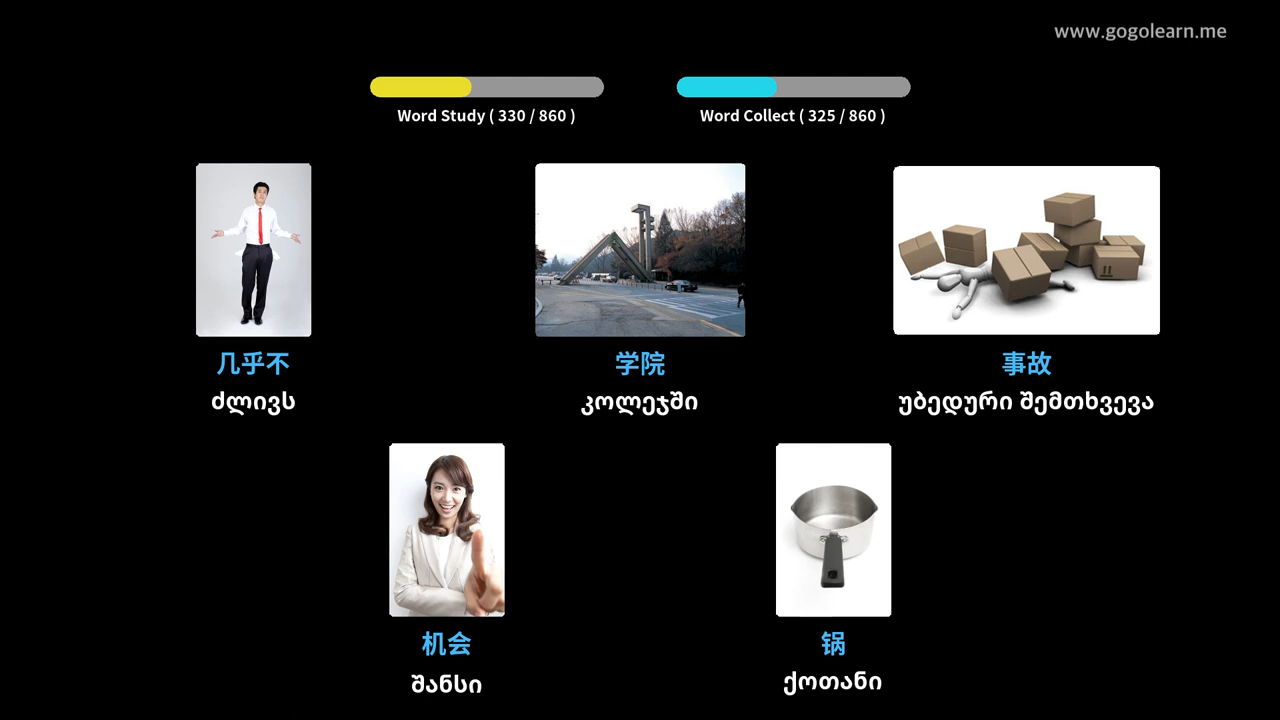 www.gogolearn.me
Word Study ( 330 / 860 )
Word Collect ( 325 / 860 )
几乎不
ძლივს
学院
კოლეჯში
事故
უბედური შემთხვევა
机会
შანსი
锅
ქოთანი